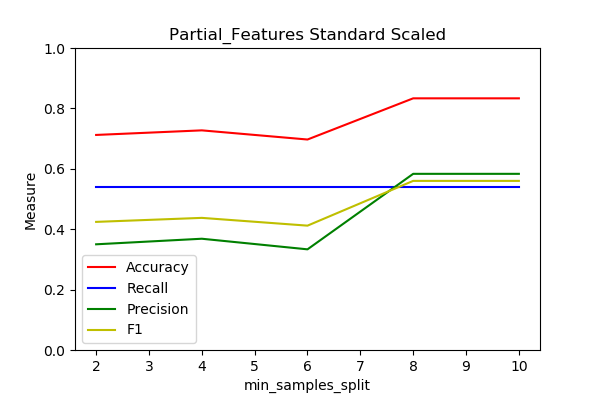 Partial_Features Standard Scaled
1.0
0.8
0.6
0.4
0.2
0.0
Measure
Accuracy
Recall
Precision
F1
2 3 4 5 6 7 8 9 10
min_samples_split